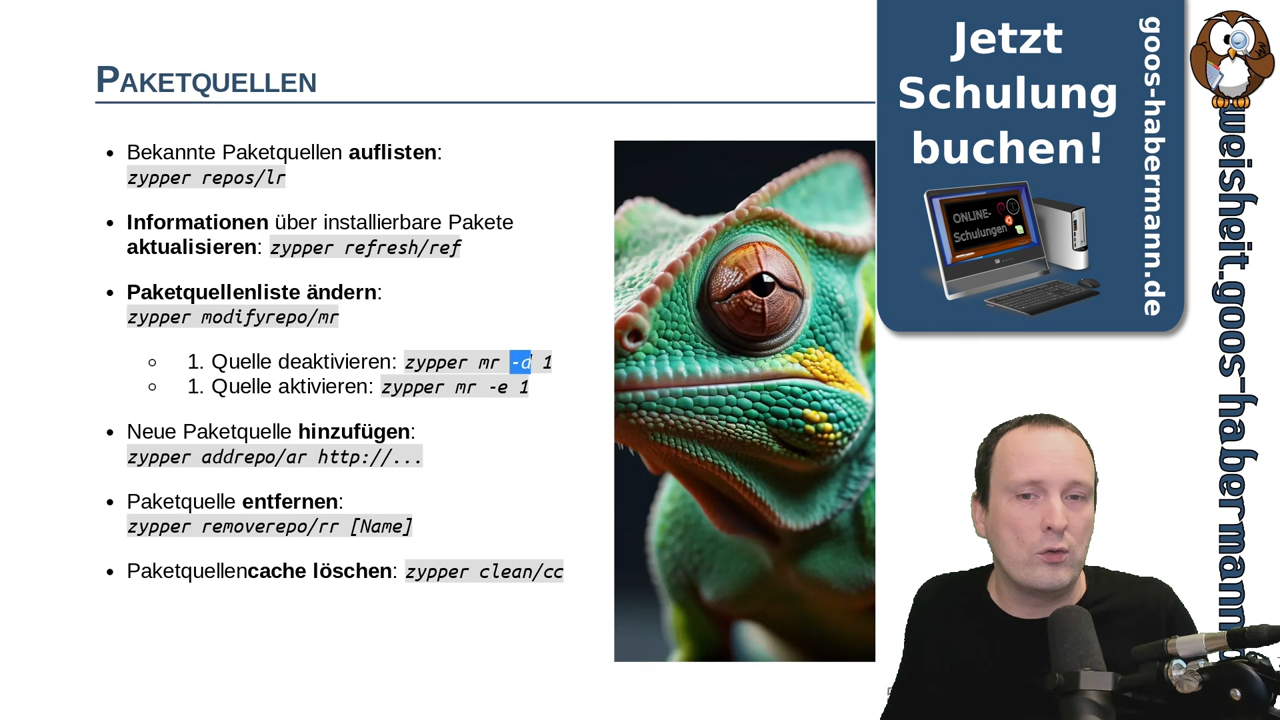 PAKETQUELLEN
• Bekannte Paketquellen auflisten:
zypper repos/lr
• Informationen über installierbare Pakete
aktualisieren: zypper refresh/ref
• Paketquellenliste ändern:
zypper modifyrepo/mr
◦ 1. Quelle deaktivieren: zypper mr -d 1
◦ 1. Quelle aktivieren: zypper mr -e 1
• Neue Paketquelle hinzufügen:
zypper addrepo/ar http://...
• Paketquelle entfernen:
zypper removerepo/rr [Name]
• Paketquellencache löschen: zypper clean/cc
Jetzt
Schulung
buchen!
goos-habermann.de
ONLINE-
Schulungen
weisheit.goos-habermann.d